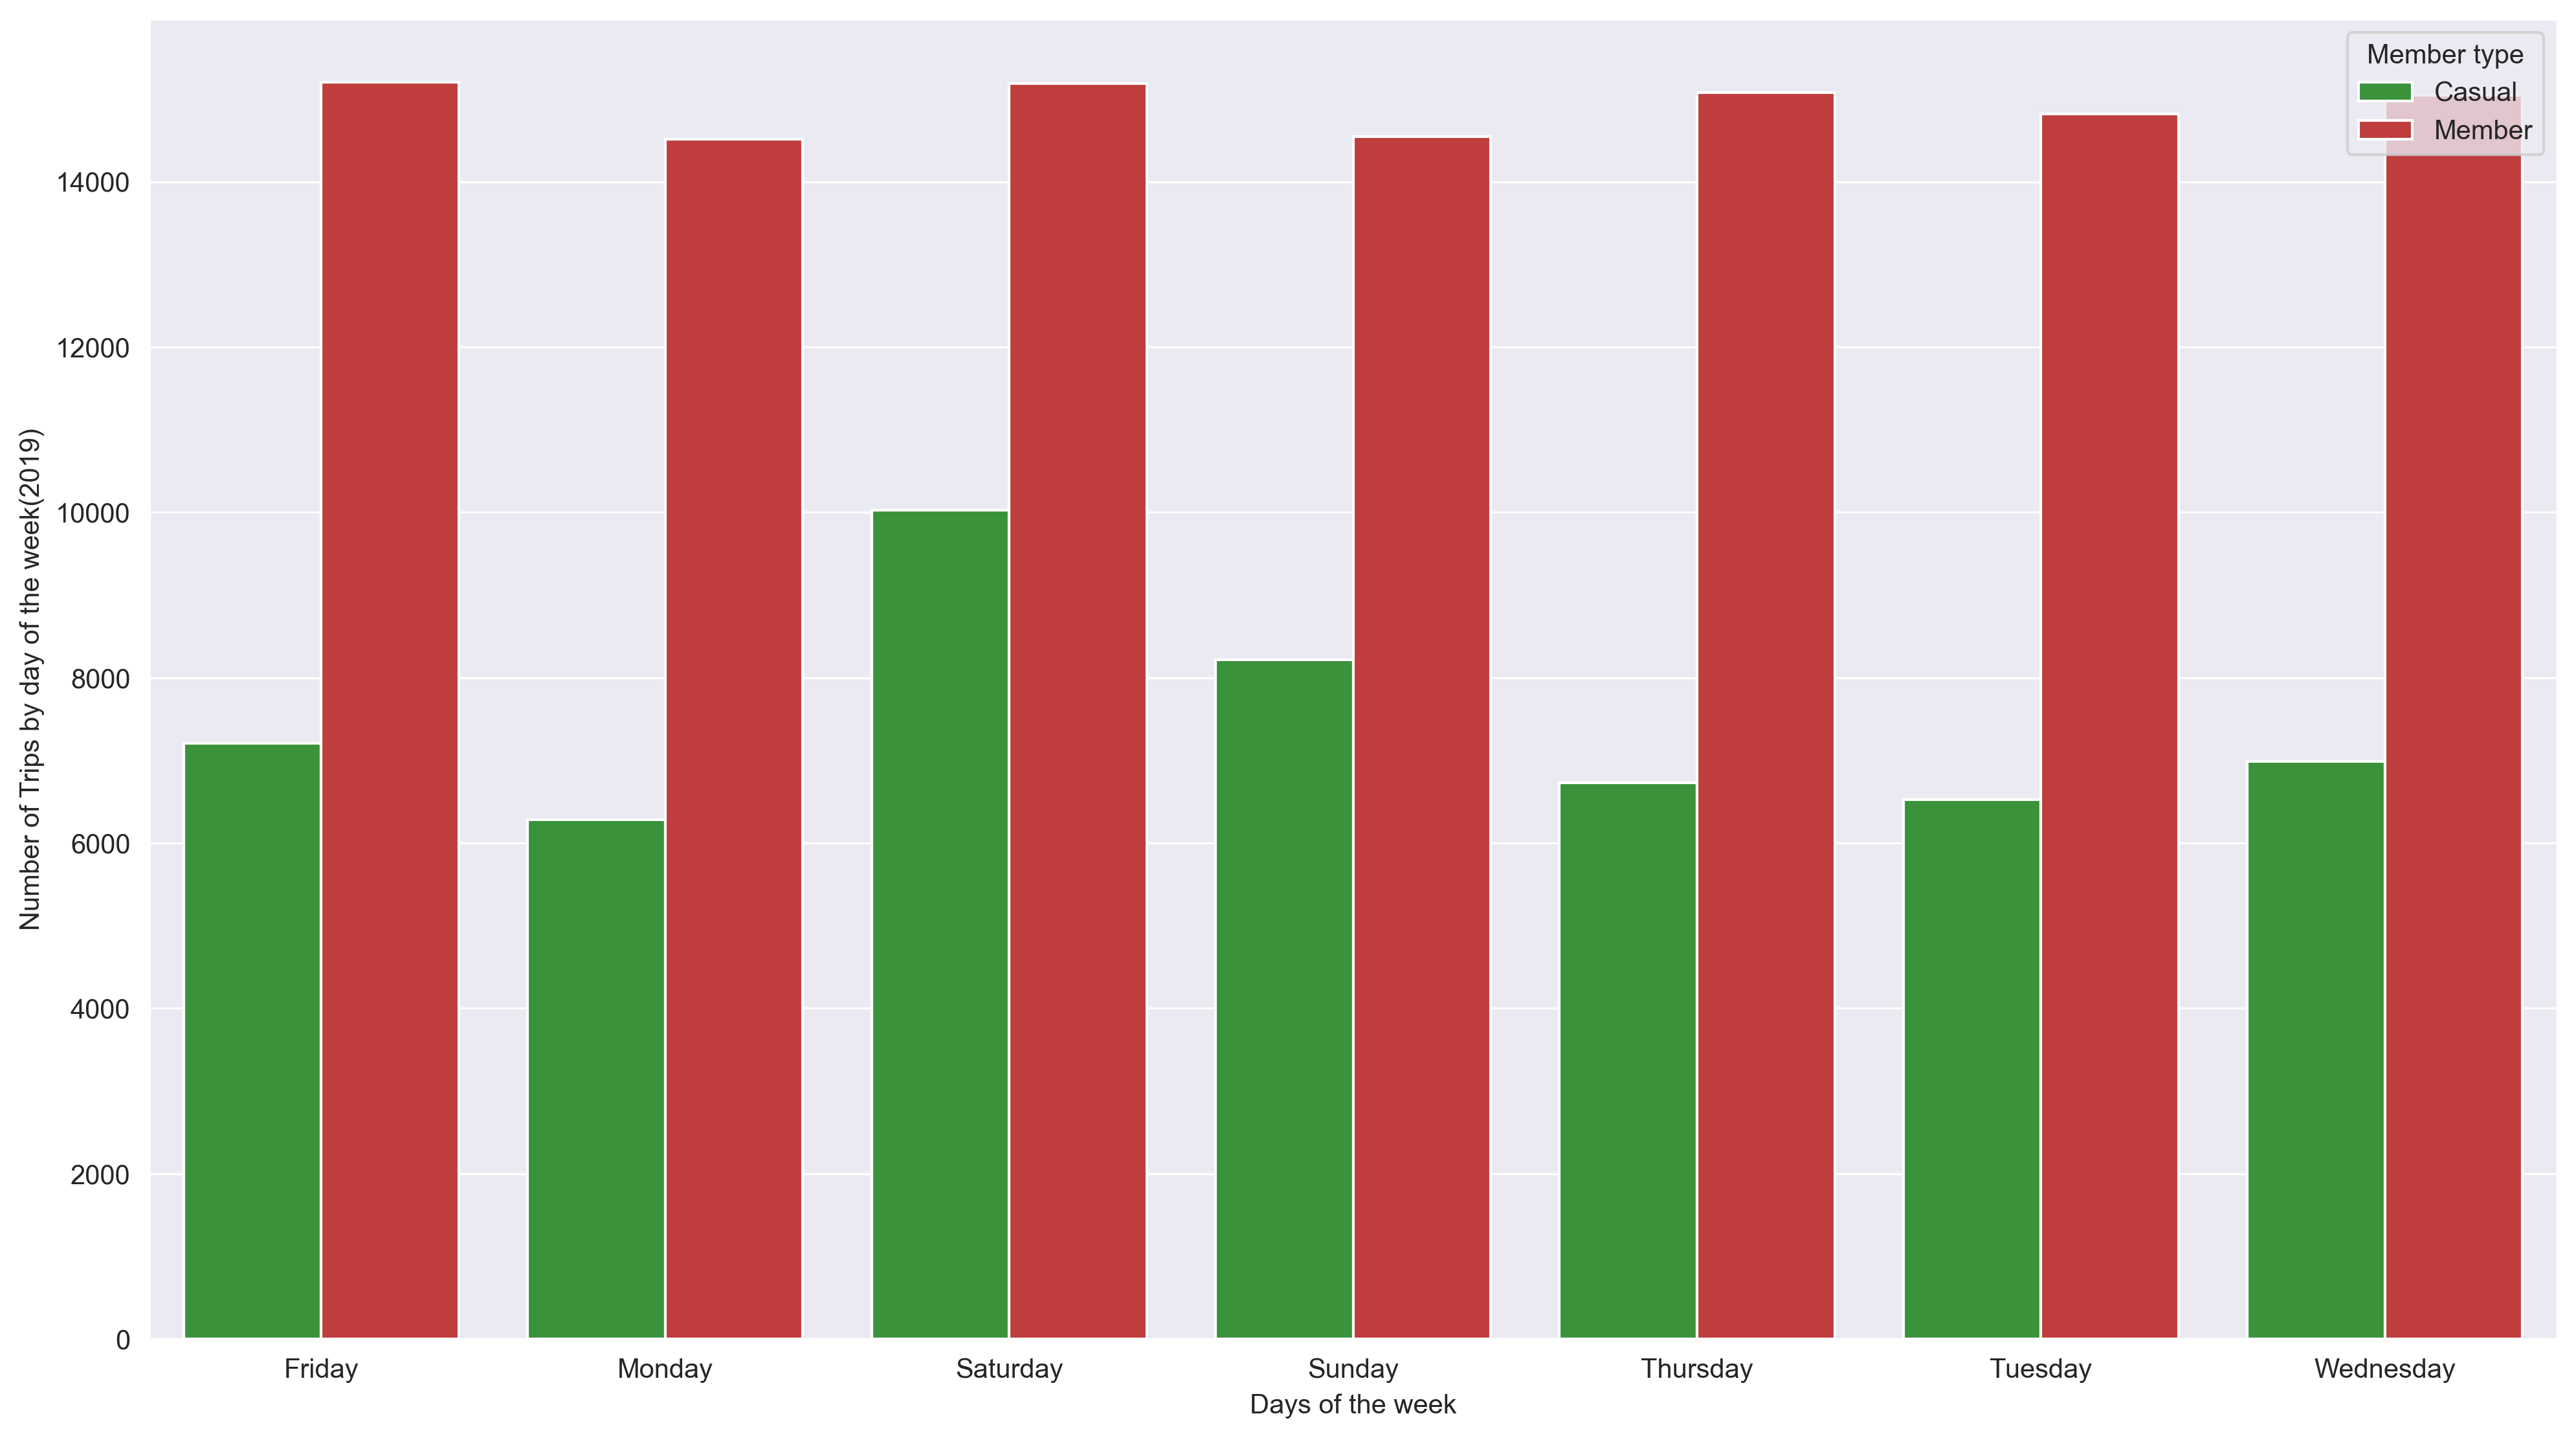 Member type
Casual
Member
14000
12000
10000
8000
6000
4000
2000
0
Number of Trips by day of the week(2019)
Friday Monday Saturday Sunday Thursday Tuesday Wednesday
Days of the week